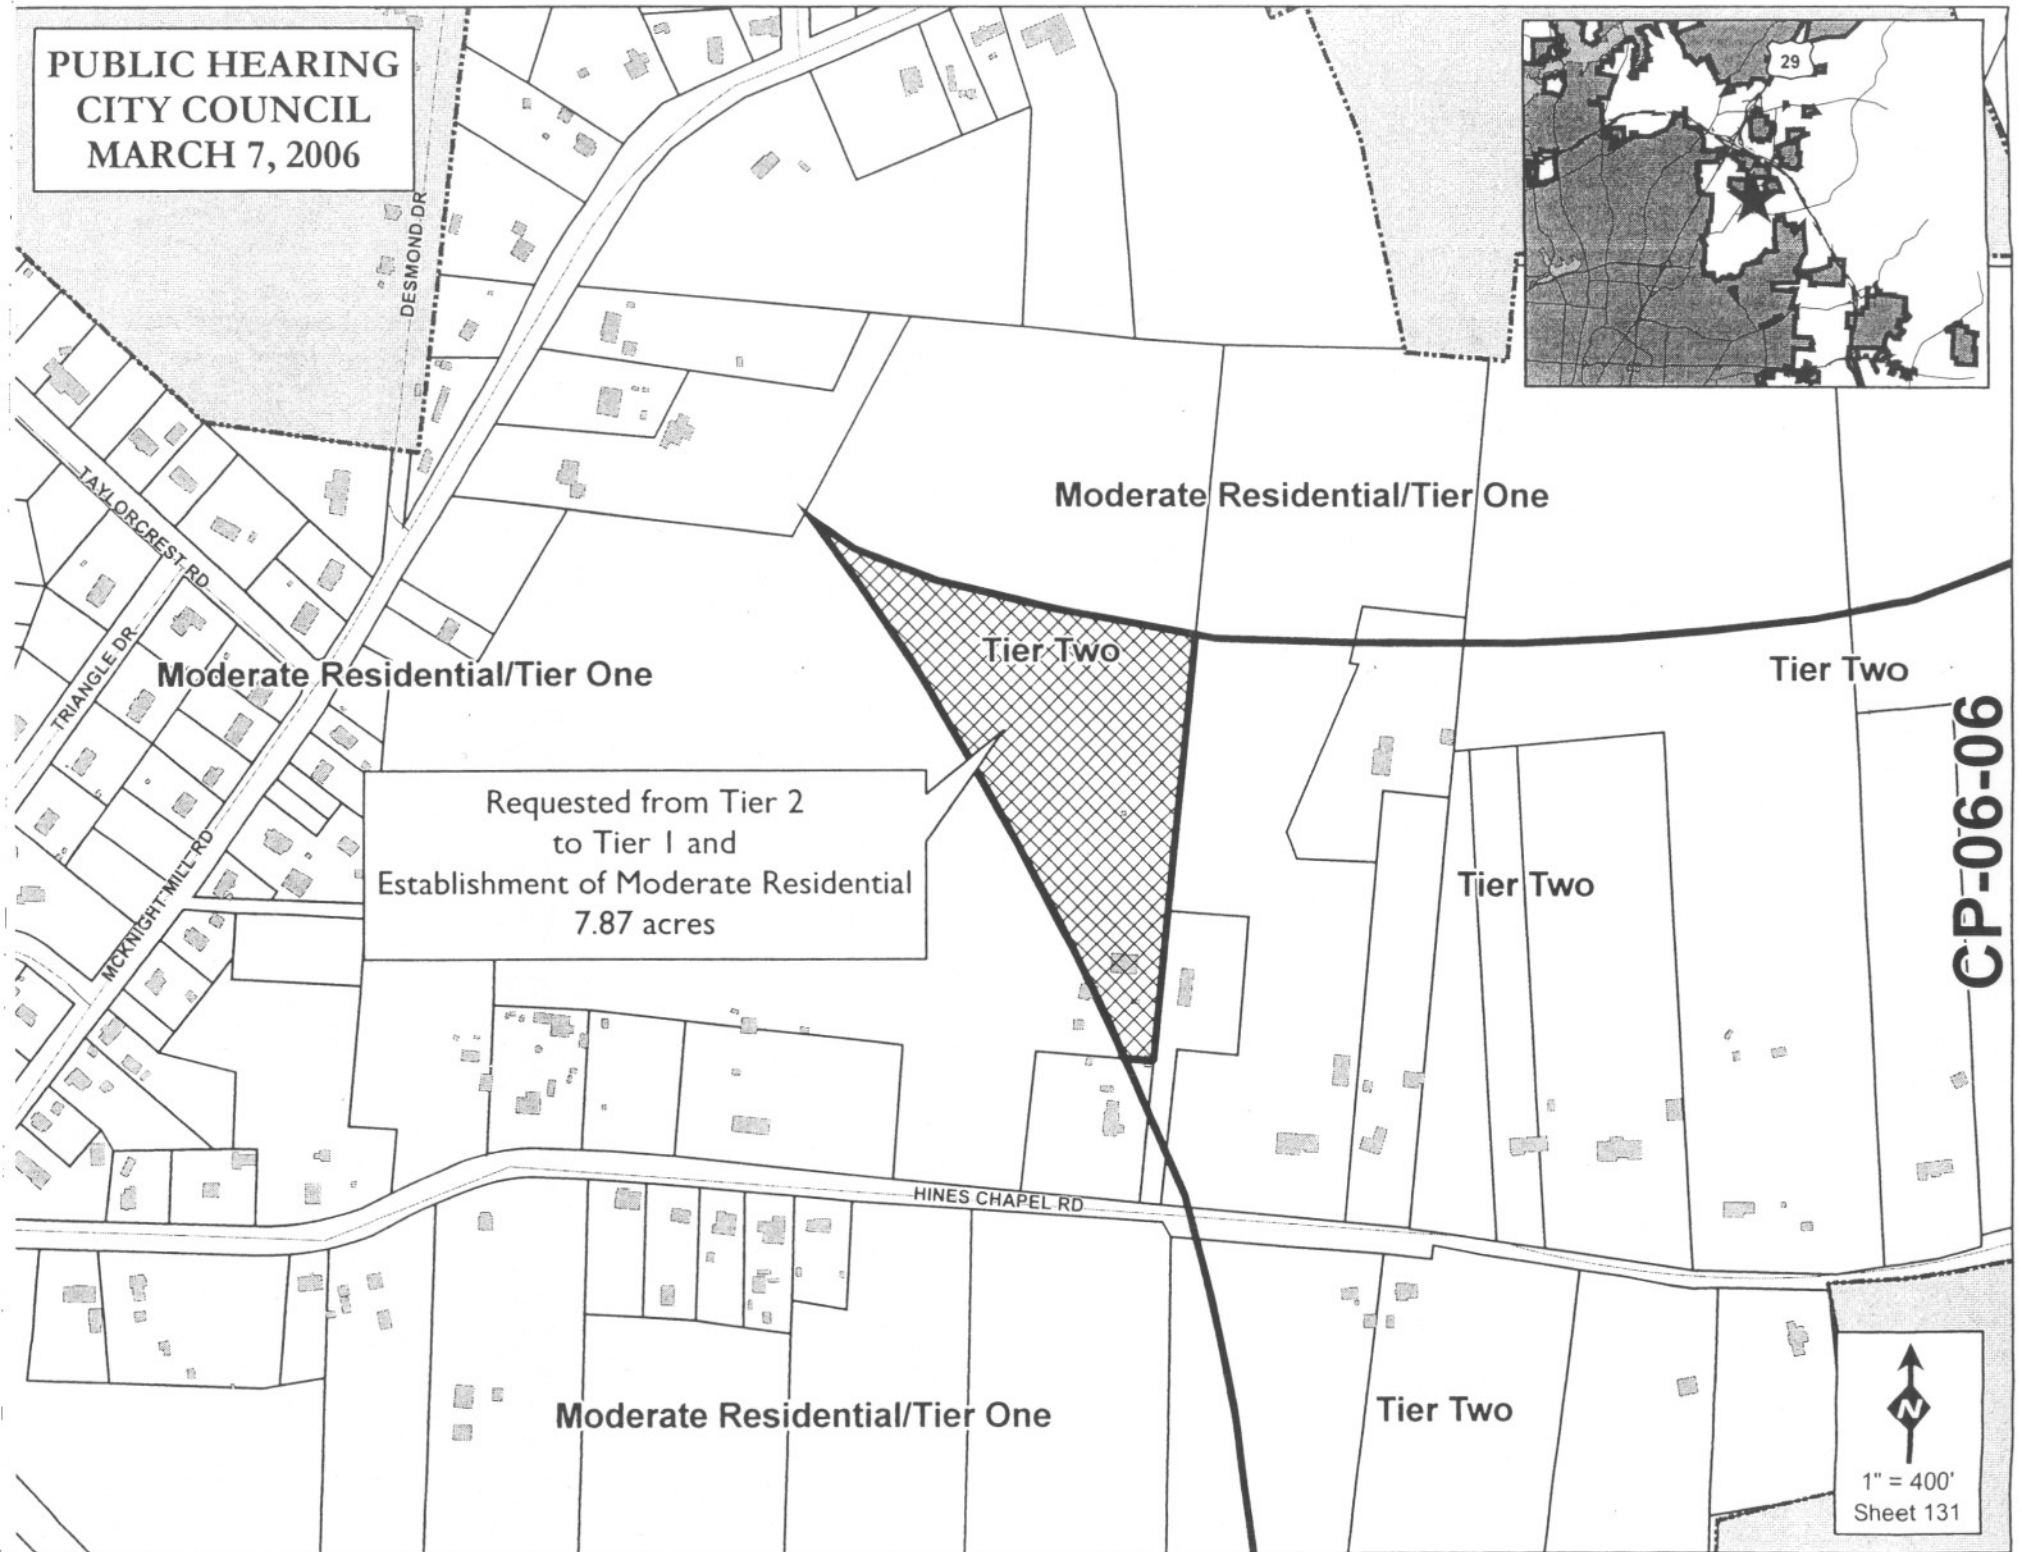 PUBLIC HEARING
CITY COUNCIL
MARCH 7, 2006
29
DESMOND DR
Moderate Residential/Tier One
TAYLORCREST RD
TRIANGLE DR
Moderate Residential/Tier One
Tier Two
Tier Two
CP-06-06
Requested from Tier 2
to Tier 1 and
Establishment of Moderate Residential
7.87 acres
MCKNIGHT MILL RD
Tier Two
HINES CHAPEL RD
Moderate Residential/Tier One
Tier Two
N
1" = 400'
Sheet 131